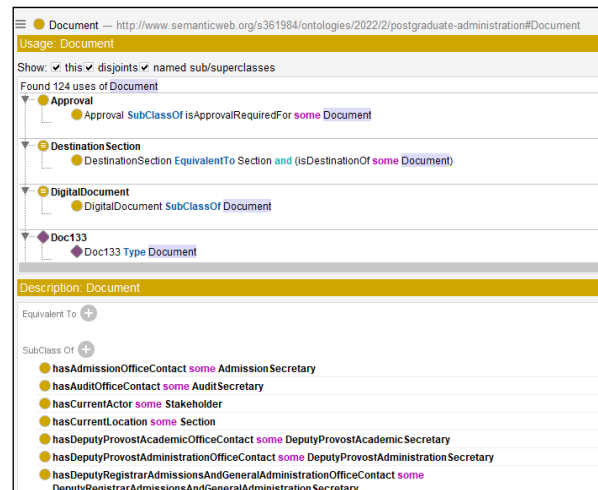 Document — http://www.semanticweb.org/s361984/ontologies/2022/2/postgraduate-administration#Document
Usage: Document
Show: this disjoints named sub/superclasses
Found 124 uses of Document
Approval
Approval SubClassOf isApprovalRequiredFor some Document
DestinationSection
DestinationSection EquivalentTo Section and (isDestinationOf some Document)
DigitalDocument
DigitalDocument SubClassOf Document
Doc133
Doc133 Type Document
Description: Document
Equivalent To
SubClass Of
hasAdmissionOfficeContact some AdmissionSecretary
hasAuditOfficeContact some AuditSecretary
hasCurrentActor some Stakeholder
hasCurrentLocation some Section
hasDeputyProvostAcademicOfficeContact some DeputyProvostAcademicSecretary
hasDeputyProvostAdministrationOfficeContact some DeputyProvostAdministrationSecretary
hasDeputyRegistrarAdmissionsAndGeneralAdministrationOfficeContact some
DeputyRegistrarAdmissionsAndGeneralAdministrationSecretary